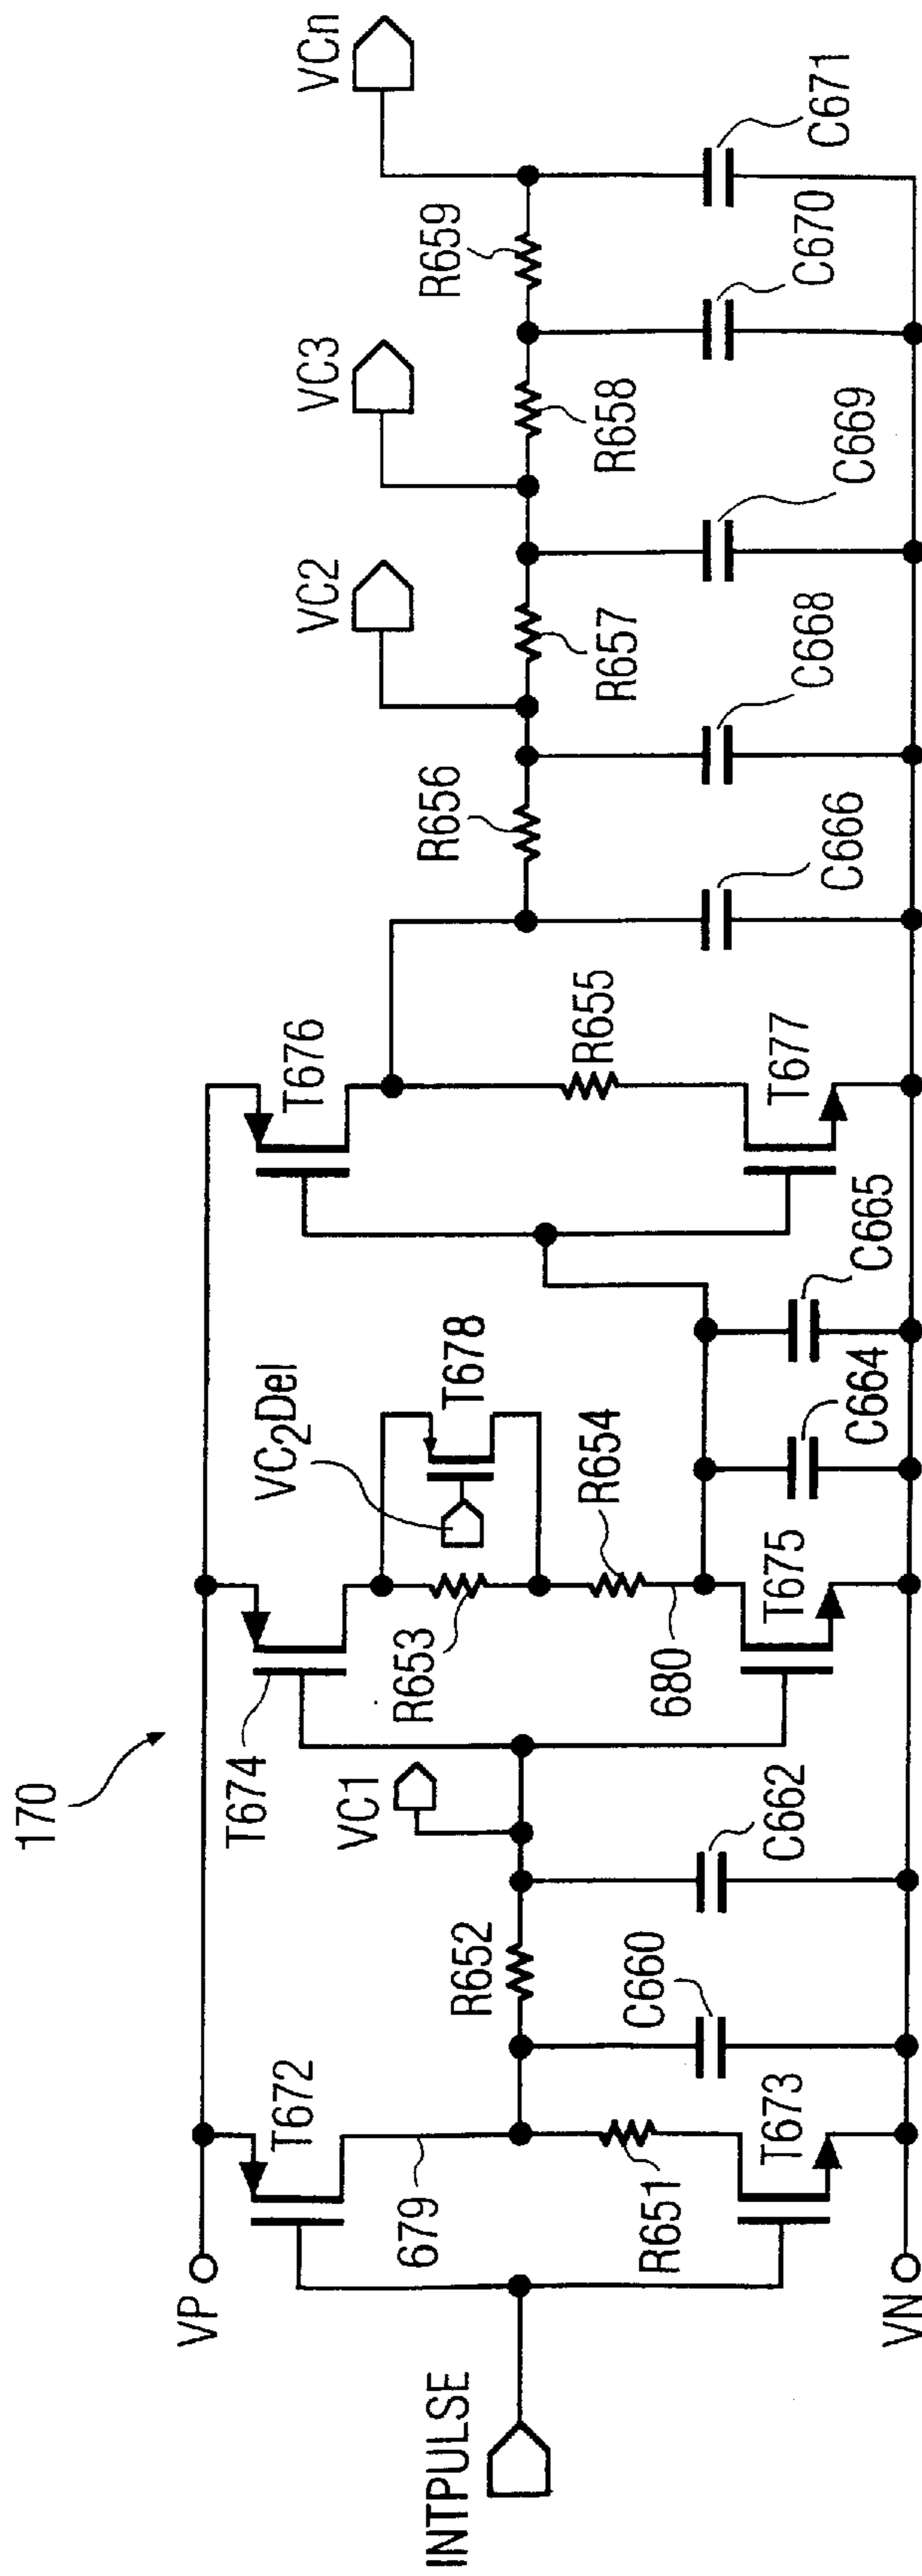 170
VP
INTPULSE
VN
T672
679
R651
T673
R652
C660
C662
VC1
T674
R653
VC2Del
T678
R654
680
T675
C664
C665
T676
R655
T677
R656
C666
VC2
R657
C668
C669
VC3
R658
R659
C670
C671
VCn